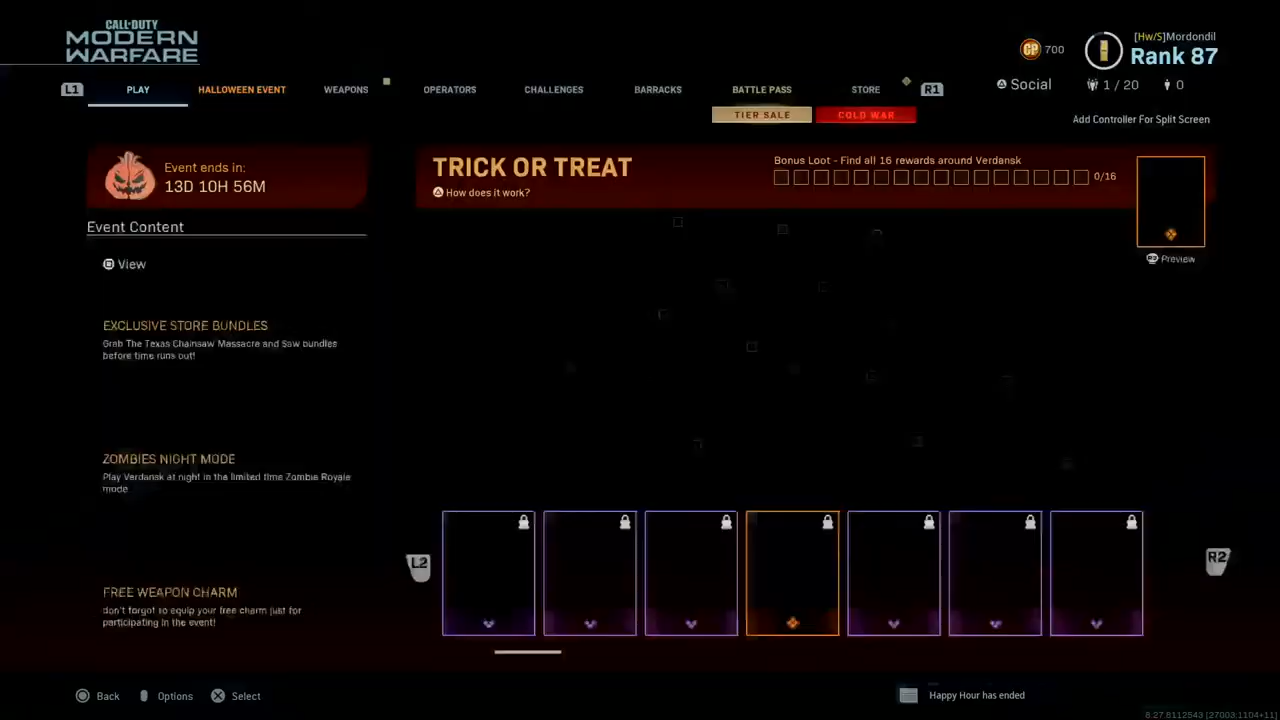 CALL·DUTY
MODERN
WARFARE
CP 700
[Hw/S]Mordondil
Rank 87
L1
PLAY
HALLOWEEN EVENT
WEAPONS
OPERATORS
CHALLENGES
BARRACKS
BATTLE PASS
STORE
R1
Social
1 / 20
0
TIER SALE
COLD WAR
Add Controller For Split Screen
Event ends in:
13D 10H 56M
TRICK OR TREAT
How does it work?
Bonus Loot - Find all 16 rewards around Verdansk
0/16
Preview
Event Content
View
EXCLUSIVE STORE BUNDLES
Grab The Texas Chainsaw Massacre and Saw bundles
before time runs out!
ZOMBIES NIGHT MODE
Play Verdansk at night in the limited time Zombie Royale
mode
L2
R2
FREE WEAPON CHARM
don't forget to equip your free charm just for
participating in the event!
Back
Options
Select
Happy Hour has ended
8.27.8112543 [27003:1104+11]